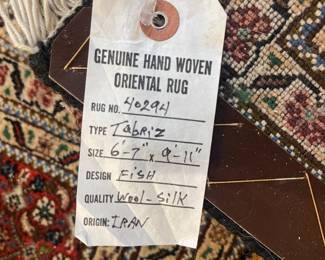 GENUINE HAND WOVEN
ORIENTAL RUG
RUG NO. 40294
TYPE Tabriz
SIZE 6'-7" x 9'-11"
DESIGN Fish
QUALITY Wool-Silk
ORIGIN: IRAN